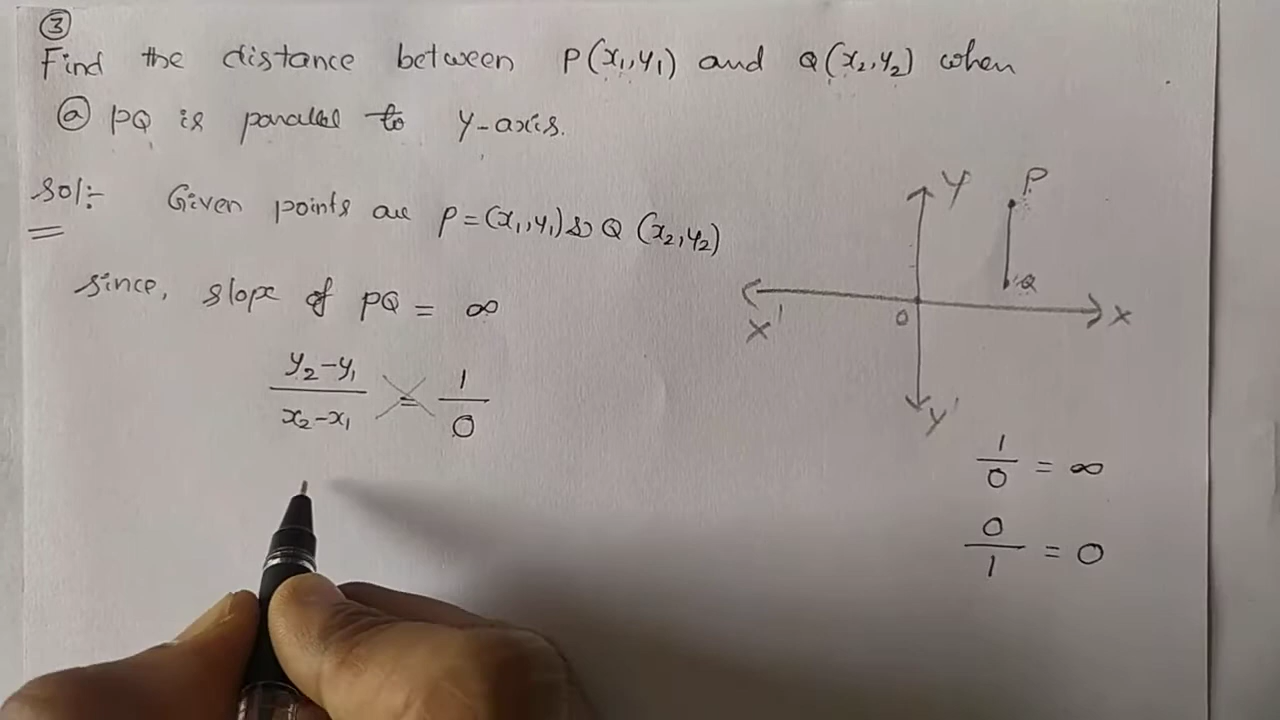 ③
Find the distance between P(x₁,y₁) and Q(x₂,y₂) when
ⓐ PQ is parallel to y-axis.
Sol:- Given points are P=(x₁,y₁) & Q (x₂,y₂)
since, slope of PQ = ∞
y₂-y₁ / x₂-x₁ = 1/0
Y
P
Q
X'
O
X
Y'
1/0 = ∞
0/1 = 0